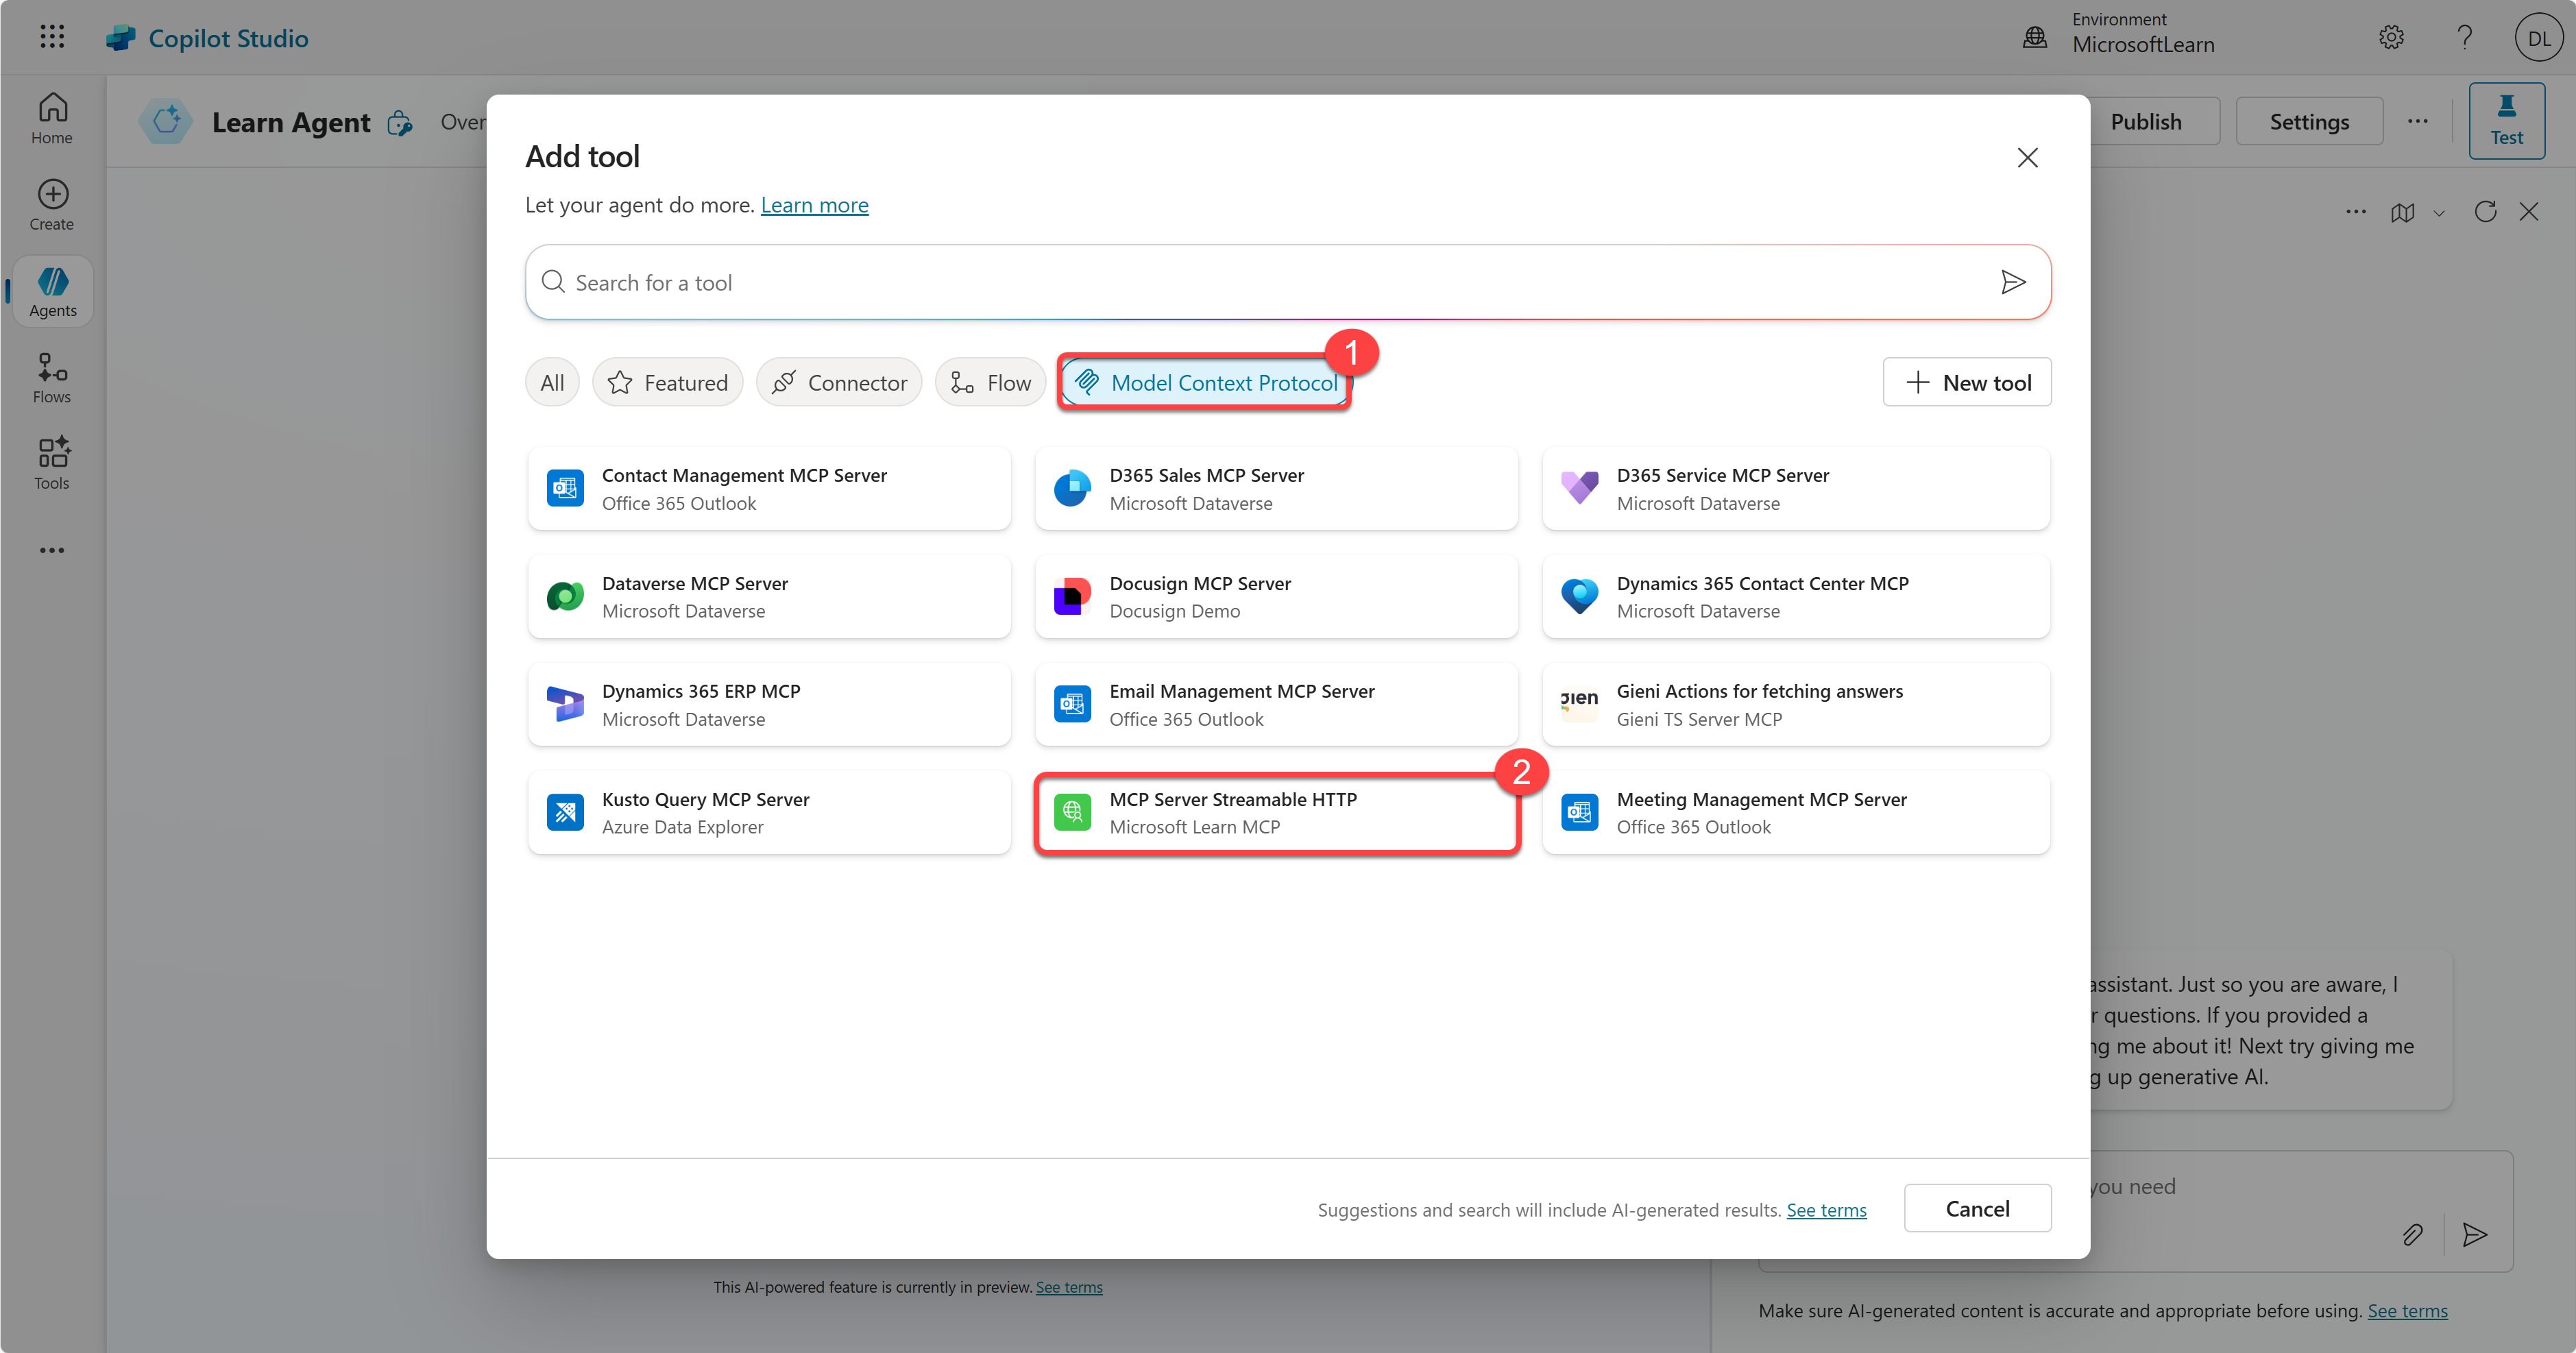 Copilot Studio
Environment
MicrosoftLearn
DL
Home
Create
Agents
Flows
Tools
Learn Agent
Over
Publish
Settings
Test
Add tool
Let your agent do more. Learn more
Search for a tool
All
Featured
Connector
Flow
Model Context Protocol
1
New tool
Contact Management MCP Server
Office 365 Outlook
D365 Sales MCP Server
Microsoft Dataverse
D365 Service MCP Server
Microsoft Dataverse
Dataverse MCP Server
Microsoft Dataverse
Docusign MCP Server
Docusign Demo
Dynamics 365 Contact Center MCP
Microsoft Dataverse
Dynamics 365 ERP MCP
Microsoft Dataverse
Email Management MCP Server
Office 365 Outlook
gien
Gieni Actions for fetching answers
Gieni TS Server MCP
Kusto Query MCP Server
Azure Data Explorer
2
MCP Server Streamable HTTP
Microsoft Learn MCP
Meeting Management MCP Server
Office 365 Outlook
Suggestions and search will include AI-generated results. See terms
Cancel
assistant. Just so you are aware, I
r questions. If you provided a
ng me about it! Next try giving me
g up generative AI.
you need
This AI-powered feature is currently in preview. See terms
Make sure AI-generated content is accurate and appropriate before using. See terms